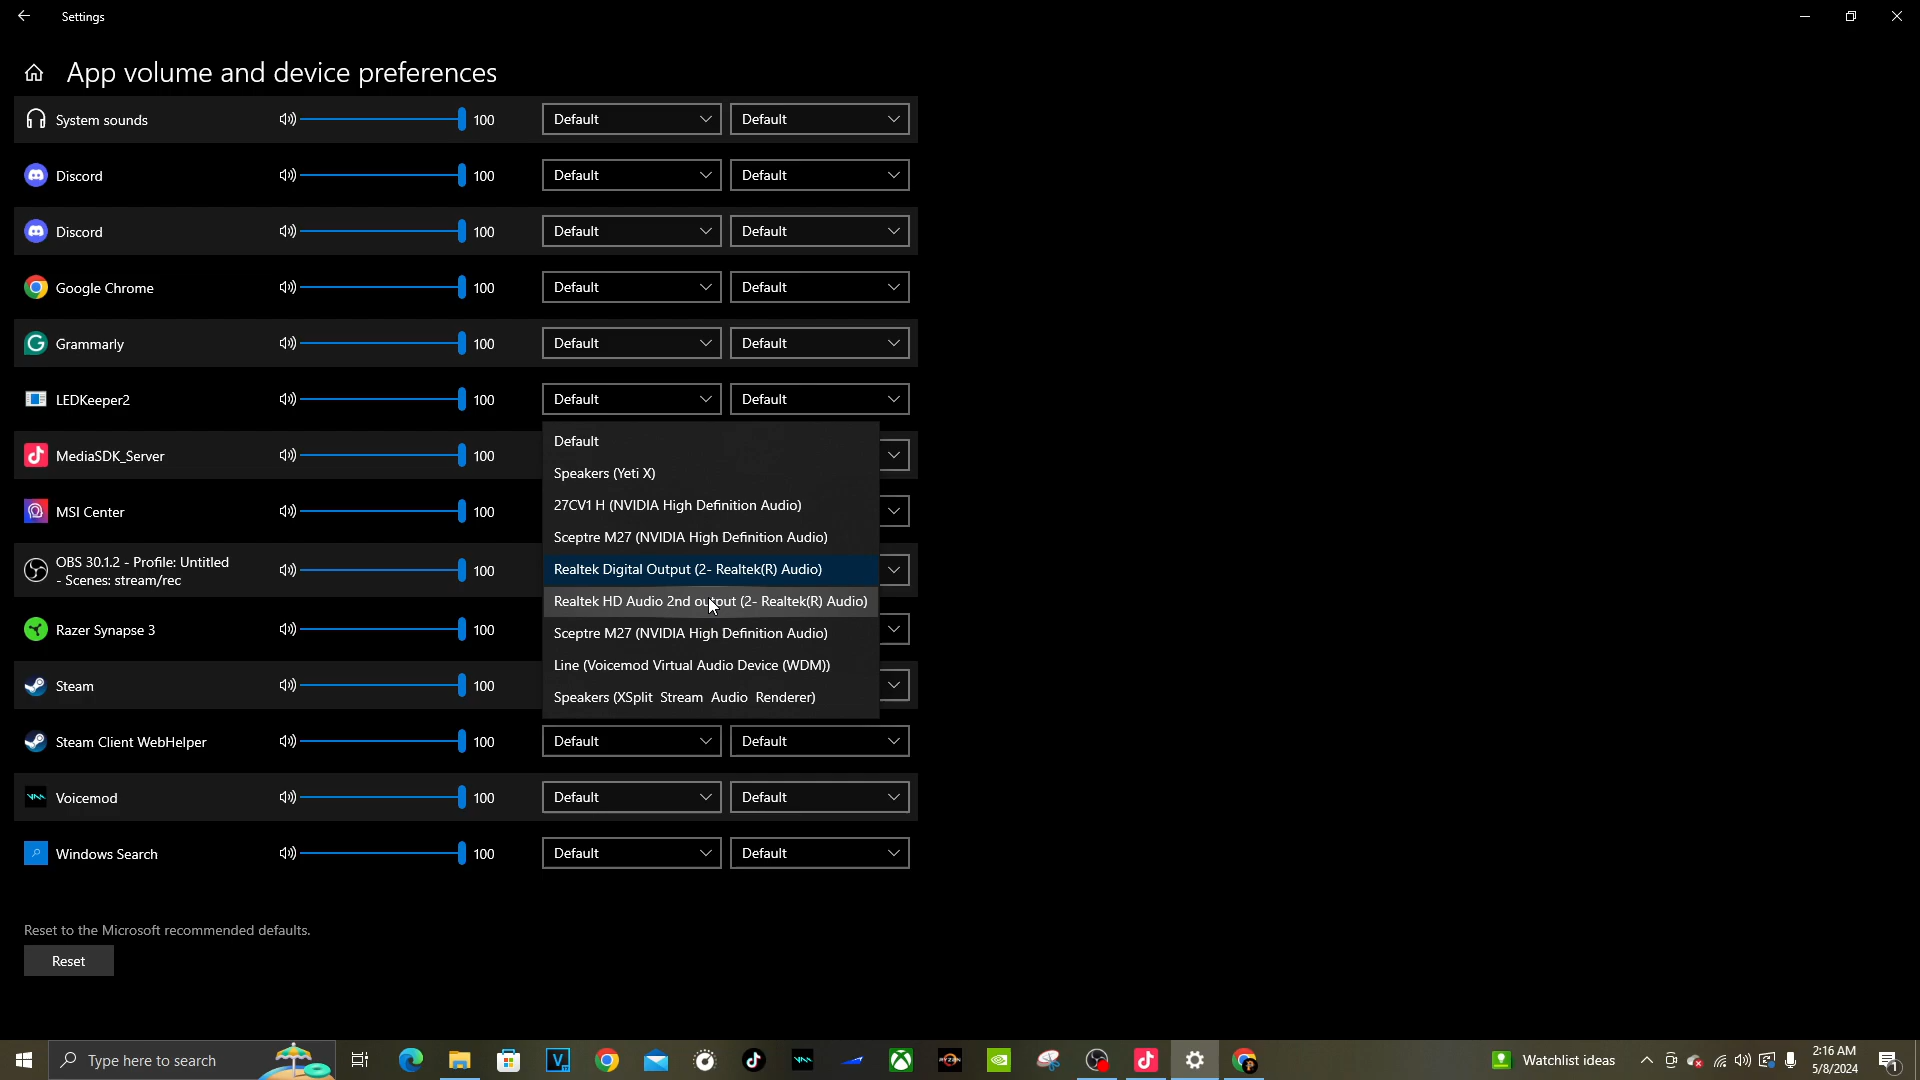 Settings
App volume and device preferences
System sounds 100 Default Default
Discord 100 Default Default
Discord 100 Default Default
Google Chrome 100 Default Default
Grammarly 100 Default Default
LEDKeeper2 100 Default Default
MediaSDK_Server 100
MSI Center 100
OBS 30.1.2 - Profile: Untitled
- Scenes: stream/rec 100
Razer Synapse 3 100
Steam 100
Default
Speakers (Yeti X)
27CV1 H (NVIDIA High Definition Audio)
Sceptre M27 (NVIDIA High Definition Audio)
Realtek Digital Output (2- Realtek(R) Audio)
Realtek HD Audio 2nd output (2- Realtek(R) Audio)
Sceptre M27 (NVIDIA High Definition Audio)
Line (Voicemod Virtual Audio Device (WDM))
Speakers (XSplit Stream Audio Renderer)
Steam Client WebHelper 100 Default Default
Voicemod 100 Default Default
Windows Search 100 Default Default
Reset to the Microsoft recommended defaults.
Reset
Type here to search
Watchlist ideas
2:16 AM
5/8/2024
1